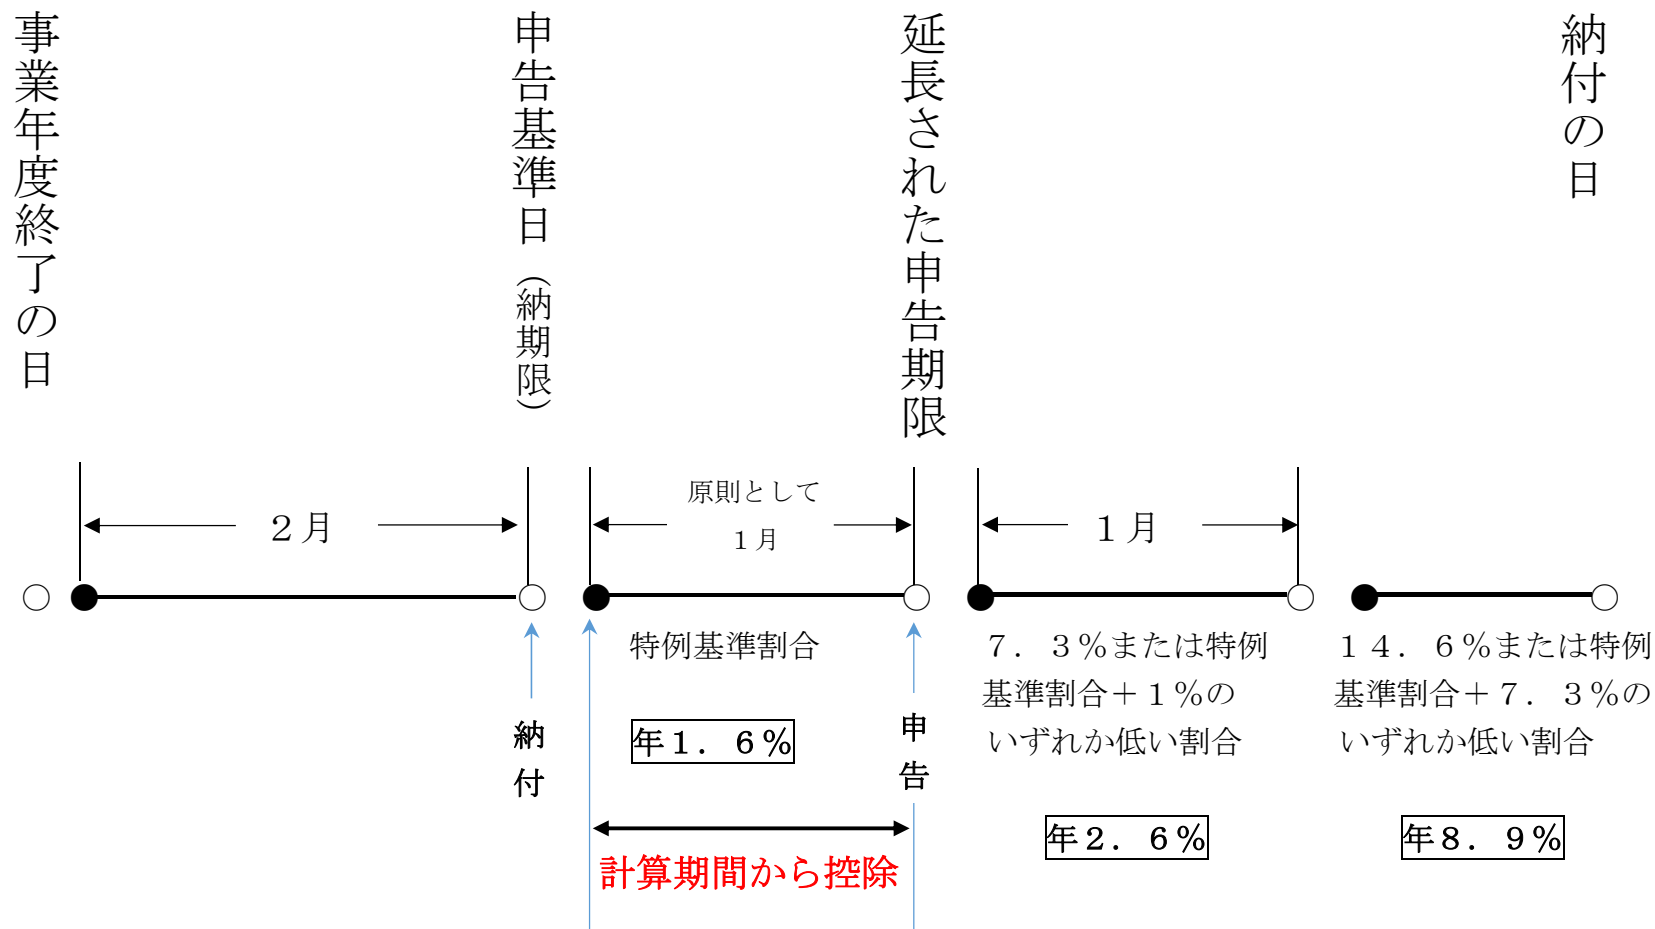 事業年度終了の日
申告基準日（納期限）
延長された申告期限
納付の日
２月
原則として
１月
１月
特例基準割合
年１．６％
７．３％または特例
基準割合＋１％の
いずれか低い割合
年２．６％
１４．６％または特例
基準割合＋７．３％の
いずれか低い割合
年８．９％
納付
申告
計算期間から控除